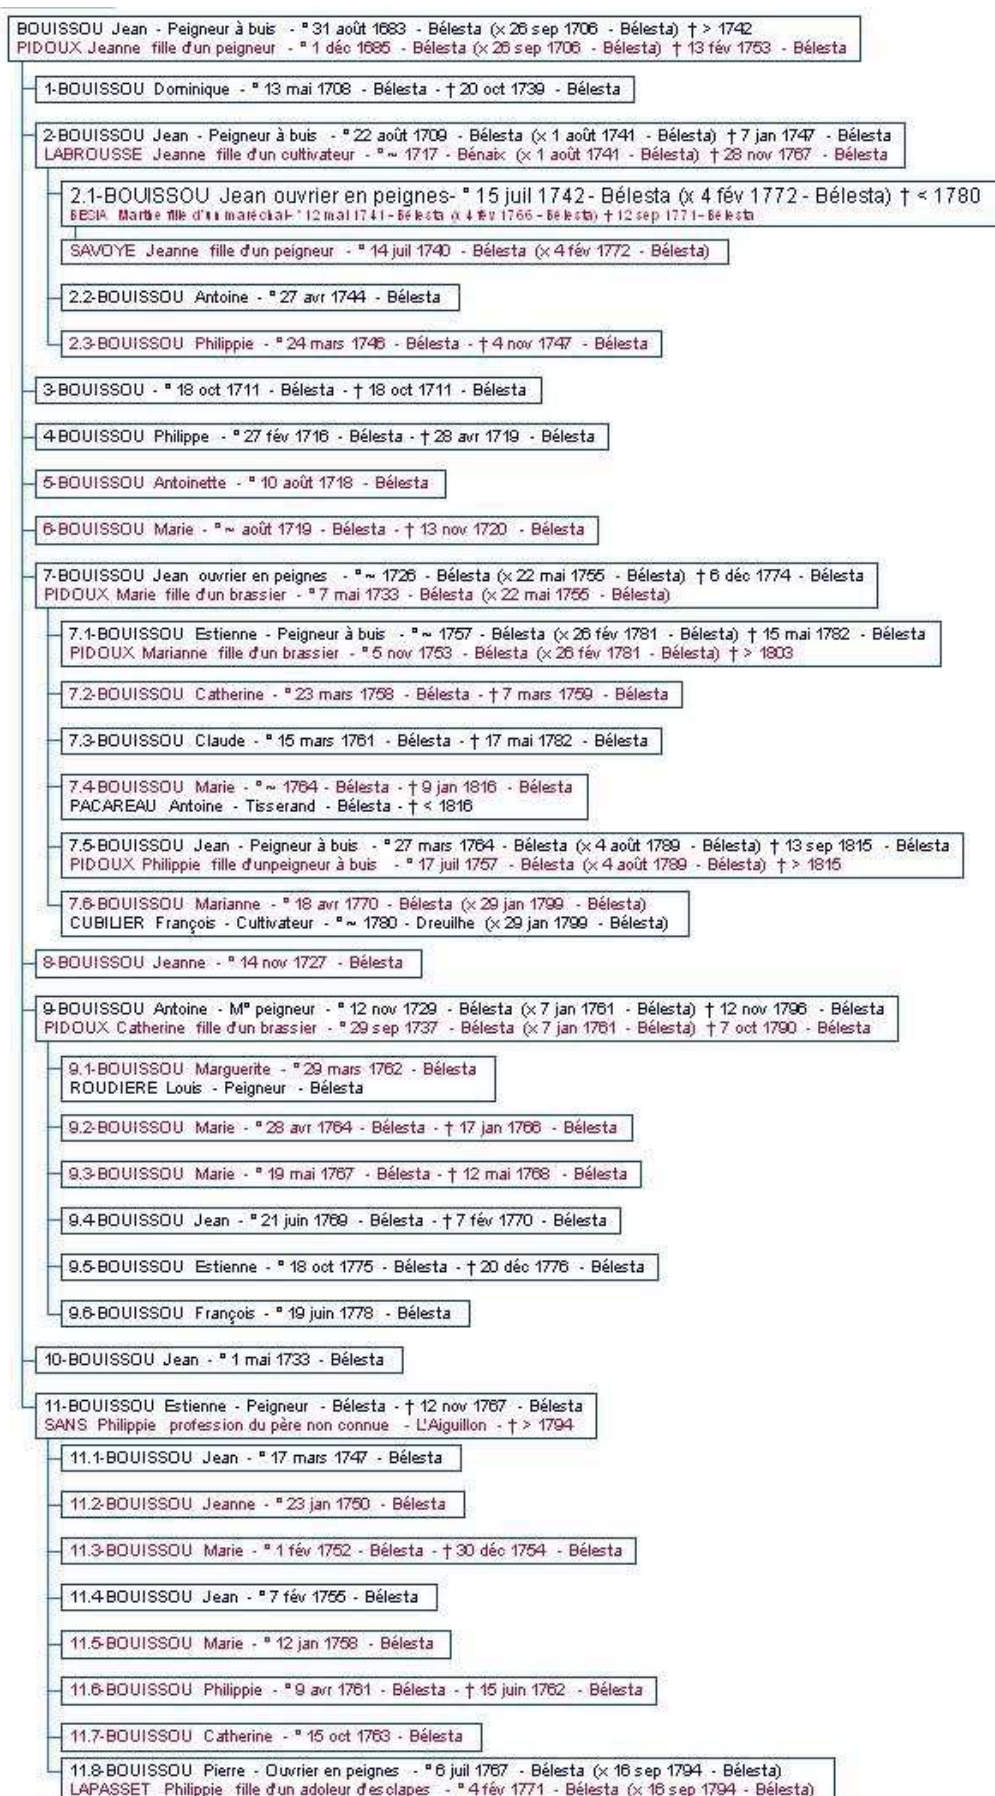 BOUISSOU Jean - Peigneur à buis - ° 31 août 1683 - Bélesta (x 26 sep 1706 - Bélesta) † > 1742
PIDOUX Jeanne fille d'un peigneur - ° 1 déc 1685 - Bélesta (x 26 sep 1706 - Bélesta) † 13 fév 1753 - Bélesta
1-BOUISSOU Dominique - ° 13 mai 1708 - Bélesta - † 20 oct 1739 - Bélesta
2-BOUISSOU Jean - Peigneur à buis - ° 22 août 1709 - Bélesta (x 1 août 1741 - Bélesta) † 7 jan 1747 - Bélesta
LABROUSSE Jeanne fille d'un cultivateur - ° ~ 1717 - Bénaix (x 1 août 1741 - Bélesta) † 28 nov 1767 - Bélesta
2.1-BOUISSOU Jean ouvrier en peignes- ° 15 juil 1742- Bélesta (x 4 fév 1772 - Bélesta) † < 1780
BESIA Marthe fille d'un maréchal- ° 12 mai 1741 - Bélesta (x 4 fév 1766 - Bélesta) † 12 sep 1771- Bélesta
SAVOYE Jeanne fille d'un peigneur - ° 14 juil 1740 - Bélesta (x 4 fév 1772 - Bélesta)
2.2-BOUISSOU Antoine - ° 27 avr 1744 - Bélesta
2.3-BOUISSOU Philippie - ° 24 mars 1746 - Bélesta - † 4 nov 1747 - Bélesta
3-BOUISSOU - ° 18 oct 1711 - Bélesta - † 18 oct 1711 - Bélesta
4-BOUISSOU Philippe - ° 27 fév 1716 - Bélesta - † 28 avr 1719 - Bélesta
5-BOUISSOU Antoinette - ° 10 août 1718 - Bélesta
6-BOUISSOU Marie - ° ~ août 1719 - Bélesta - † 13 nov 1720 - Bélesta
7-BOUISSOU Jean ouvrier en peignes - ° ~ 1726 - Bélesta (x 22 mai 1755 - Bélesta) † 6 déc 1774 - Bélesta
PIDOUX Marie fille d'un brassier - ° 7 mai 1733 - Bélesta (x 22 mai 1755 - Bélesta)
7.1-BOUISSOU Estienne - Peigneur à buis - ° ~ 1757 - Bélesta (x 26 fév 1781 - Bélesta) † 15 mai 1782 - Bélesta
PIDOUX Marianne fille d'un brassier - ° 5 nov 1753 - Bélesta (x 26 fév 1781 - Bélesta) † > 1803
7.2-BOUISSOU Catherine - ° 23 mars 1758 - Bélesta - † 7 mars 1759 - Bélesta
7.3-BOUISSOU Claude - ° 15 mars 1761 - Bélesta - † 17 mai 1782 - Bélesta
7.4-BOUISSOU Marie - ° ~ 1764 - Bélesta - † 9 jan 1816 - Bélesta
PACAREAU Antoine - Tisserand - Bélesta - † < 1816
7.5-BOUISSOU Jean - Peigneur à buis - ° 27 mars 1764 - Bélesta (x 4 août 1789 - Bélesta) † 13 sep 1815 - Bélesta
PIDOUX Philippie fille d'unpeigneur à buis - ° 17 juil 1757 - Bélesta (x 4 août 1789 - Bélesta) † > 1815
7.6-BOUISSOU Marianne - ° 18 avr 1770 - Bélesta (x 29 jan 1799 - Bélesta)
CUBILIER François - Cultivateur - ° ~ 1780 - Dreuilhe (x 29 jan 1799 - Bélesta)
8-BOUISSOU Jeanne - ° 14 nov 1727 - Bélesta
9-BOUISSOU Antoine - M° peigneur - ° 12 nov 1729 - Bélesta (x 7 jan 1761 - Bélesta) † 12 nov 1796 - Bélesta
PIDOUX Catherine fille d'un brassier - ° 29 sep 1737 - Bélesta (x 7 jan 1761 - Bélesta) † 7 oct 1790 - Bélesta
9.1-BOUISSOU Marguerite - ° 29 mars 1762 - Bélesta
ROUDIERE Louis - Peigneur - Bélesta
9.2-BOUISSOU Marie - ° 28 avr 1764 - Bélesta - † 17 jan 1766 - Bélesta
9.3-BOUISSOU Marie - ° 19 mai 1767 - Bélesta - † 12 mai 1768 - Bélesta
9.4-BOUISSOU Jean - ° 21 juin 1769 - Bélesta - † 7 fév 1770 - Bélesta
9.5-BOUISSOU Estienne - ° 18 oct 1775 - Bélesta - † 20 déc 1776 - Bélesta
9.6-BOUISSOU François - ° 19 juin 1778 - Bélesta
10-BOUISSOU Jean - ° 1 mai 1733 - Bélesta
11-BOUISSOU Estienne - Peigneur - Bélesta - † 12 nov 1767 - Bélesta
SANS Philippie profession du père non connue - L'Aiguillon - † > 1794
11.1-BOUISSOU Jean - ° 17 mars 1747 - Bélesta
11.2-BOUISSOU Jeanne - ° 23 jan 1750 - Bélesta
11.3-BOUISSOU Marie - ° 1 fév 1752 - Bélesta - † 30 déc 1754 - Bélesta
11.4-BOUISSOU Jean - ° 7 fév 1755 - Bélesta
11.5-BOUISSOU Marie - ° 12 jan 1758 - Bélesta
11.6-BOUISSOU Philippie - ° 9 avr 1761 - Bélesta - † 15 juin 1762 - Bélesta
11.7-BOUISSOU Catherine - ° 15 oct 1763 - Bélesta
11.8-BOUISSOU Pierre - Ouvrier en peignes - ° 6 juil 1767 - Bélesta (x 16 sep 1794 - Bélesta)
LAPASSET Philippie fille d'un adoleur d'esclapes - ° 4 fév 1771 - Bélesta (x 16 sep 1794 - Bélesta)